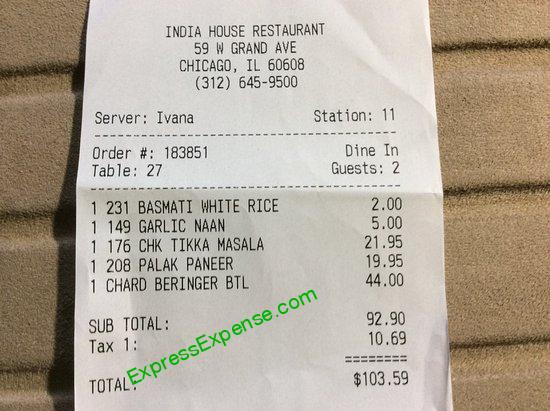 INDIA HOUSE RESTAURANT
59 W GRAND AVE
CHICAGO, IL 60608
(312) 645-9500
Server: Ivana Station: 11
Order #: 183851 Dine In
Table: 27 Guests: 2
1 231 BASMATI WHITE RICE 2.00
1 149 GARLIC NAAN 5.00
1 176 CHK TIKKA MASALA 21.95
1 208 PALAK PANEER 19.95
1 CHARD BERINGER BTL 44.00
SUB TOTAL: 92.90
Tax 1: 10.69
========
TOTAL: $103.59
ExpressExpense.com